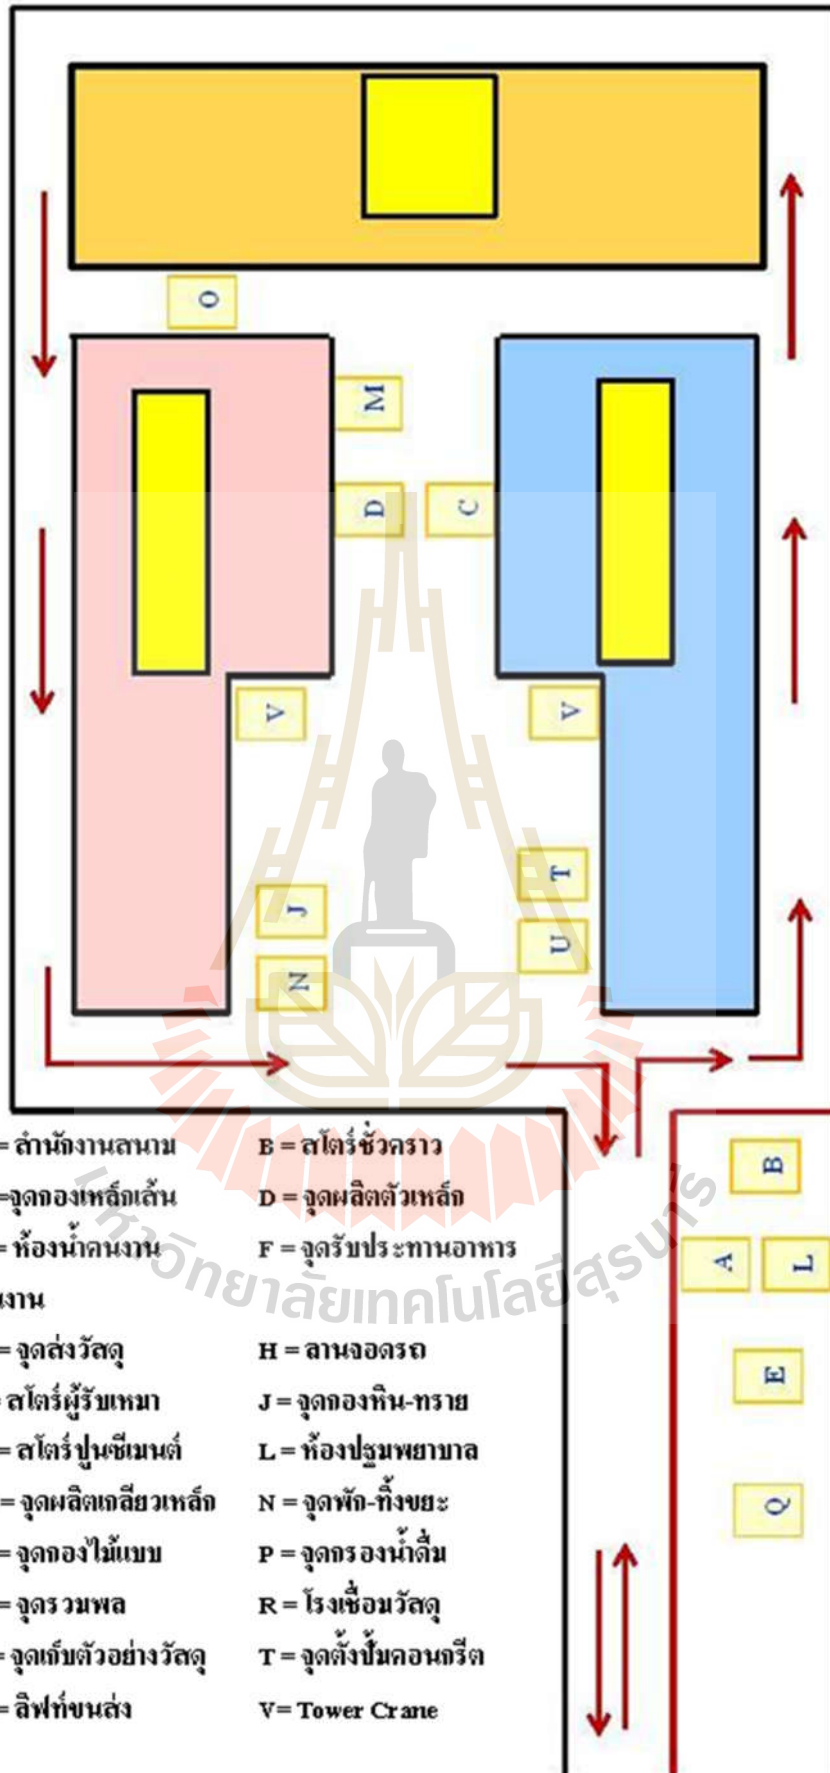 O
M
D C
V V
T
J
U
N
= สำนักงานสนาม B = สโตร์ชั่วคราว
=จุดกองเหล็กเส้น D = จุดผลิตตัวเหล็ก
= ห้องน้ำคนงาน F = จุดรับประทานอาหาร
นงาน
= จุดส่งวัสดุ H = ลานจอดรถ
= สโตร์ผู้รับเหมา J = จุดกองหิน-ทราย
= สโตร์ปูนซีเมนต์ L = ห้องปฐมพยาบาล
= จุดผลิตเกลียวเหล็ก N = จุดพัก-ทิ้งขยะ
= จุดกองไม้แบบ P = จุดกรองน้ำดื่ม
= จุดรวมพล R = โรงเชื่อมวัสดุ
= จุดเก็บตัวอย่างวัสดุ T = จุดตั้งปั้มคอนกรีต
= ลิฟท์ขนส่ง V= Tower Crane
B
A L
E
Q
มหาวิทยาลัยเทคโนโลยีสุรนารี